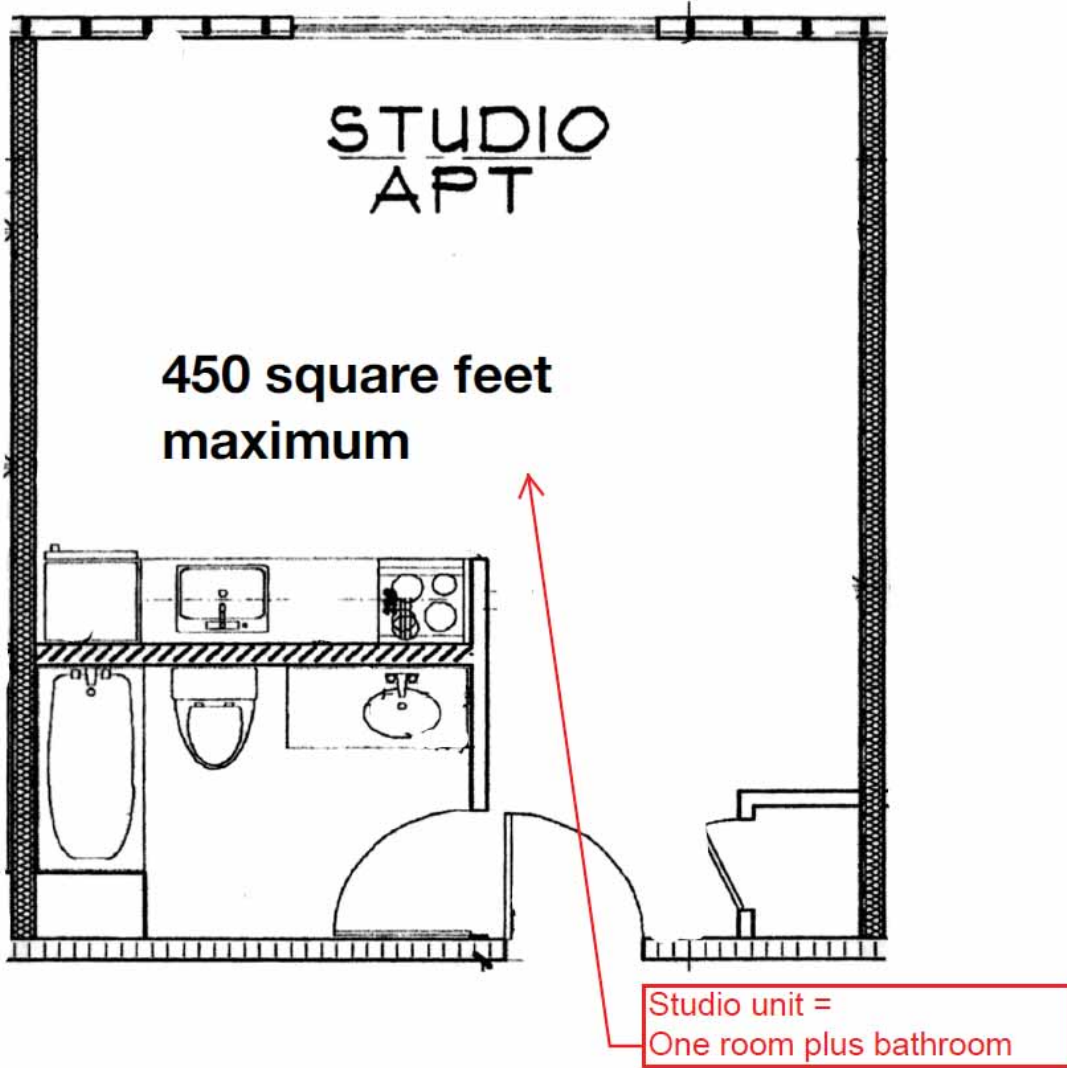 STUDIO
APT
450 square feet
maximum
Studio unit =
One room plus bathroom